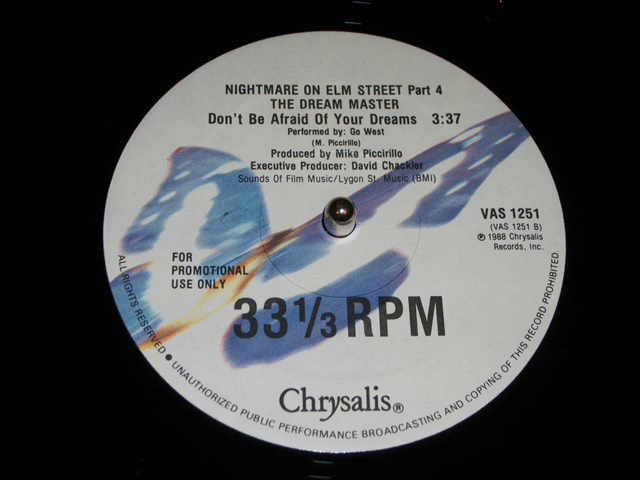 NIGHTMARE ON ELM STREET Part 4
THE DREAM MASTER
Don't Be Afraid Of Your Dreams 3:37
Performed by: Go West
(M. Piccirillo)
Produced by Mike Piccirillo
Executive Producer: David Chackler
Sounds Of Film Music/Lygon St. Music (BMI)
VAS 1251
(VAS 1251 B)
℗ 1988 Chrysalis
Records, Inc.
FOR
PROMOTIONAL
USE ONLY
33 1/3 RPM
Chrysalis®
ALL RIGHTS RESERVED ● UNAUTHORIZED PUBLIC PERFORMANCE BROADCASTING AND COPYING OF THIS RECORD PROHIBITED.